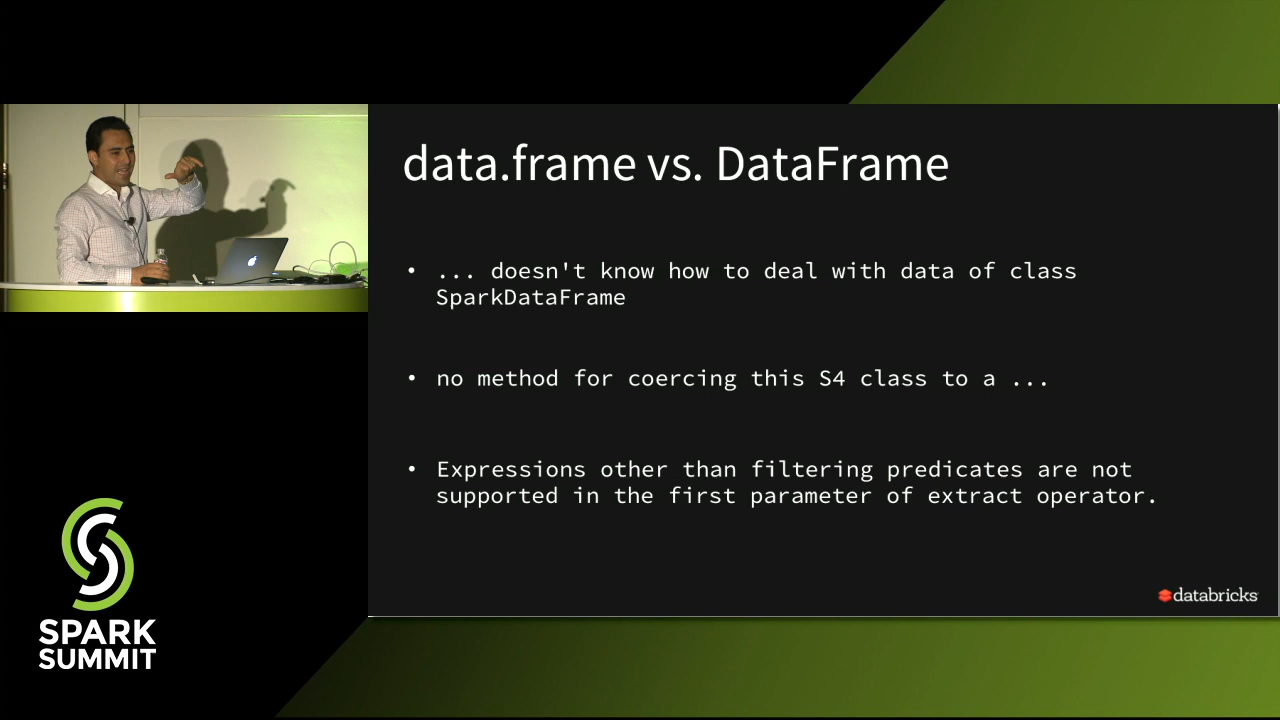 data.frame vs. DataFrame
• ... doesn't know how to deal with data of class
SparkDataFrame
• no method for coercing this S4 class to a ...
• Expressions other than filtering predicates are not
supported in the first parameter of extract operator.
databricks
SPARK
SUMMIT